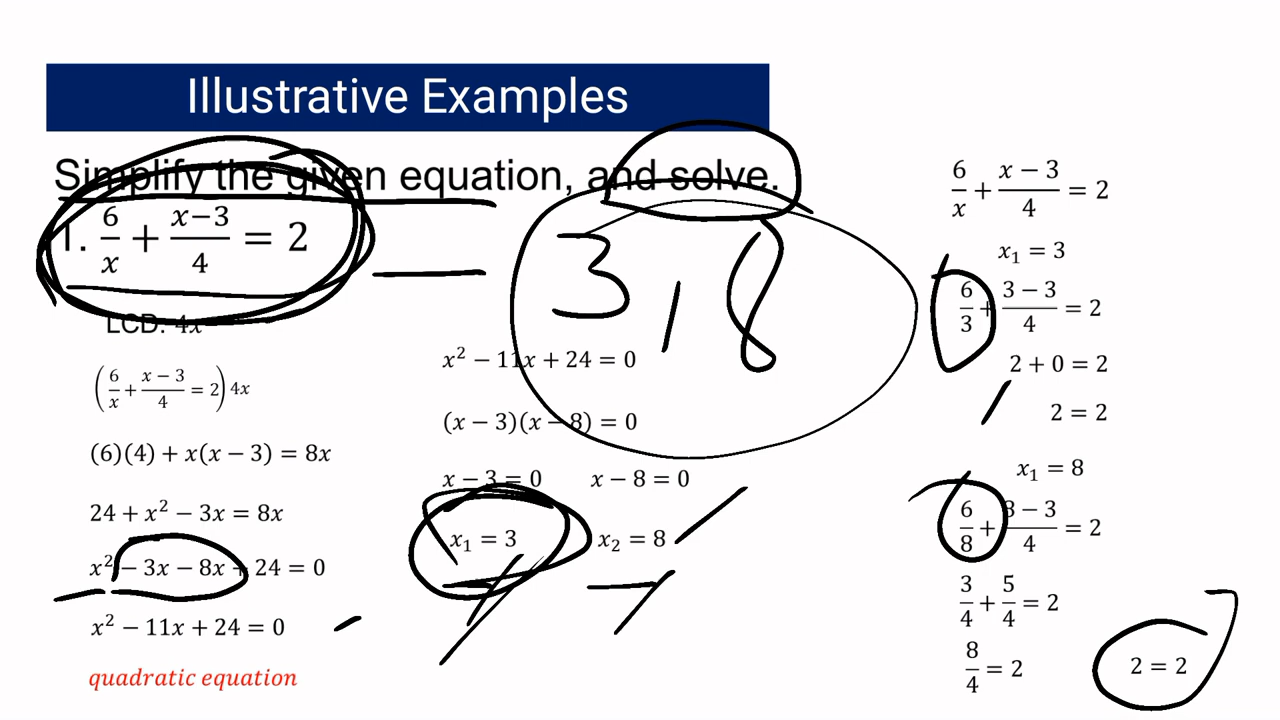 Illustrative Examples
Simplify the given equation, and solve.
1. 6/x + (x−3)/4 = 2
LCD: 4x
(6/x + (x − 3)/4 = 2) 4x
(6)(4) + x(x − 3) = 8x
24 + x² − 3x = 8x
x² − 3x − 8x + 24 = 0
x² − 11x + 24 = 0
quadratic equation
3, 8
x² − 11x + 24 = 0
(x − 3)(x − 8) = 0
x − 3 = 0 x − 8 = 0
x₁ = 3 x₂ = 8
6/x + (x − 3)/4 = 2
x₁ = 3
6/3 + (3 − 3)/4 = 2
2 + 0 = 2
2 = 2
x₁ = 8
6/8 + (8 − 3)/4 = 2
3/4 + 5/4 = 2
8/4 = 2
2 = 2